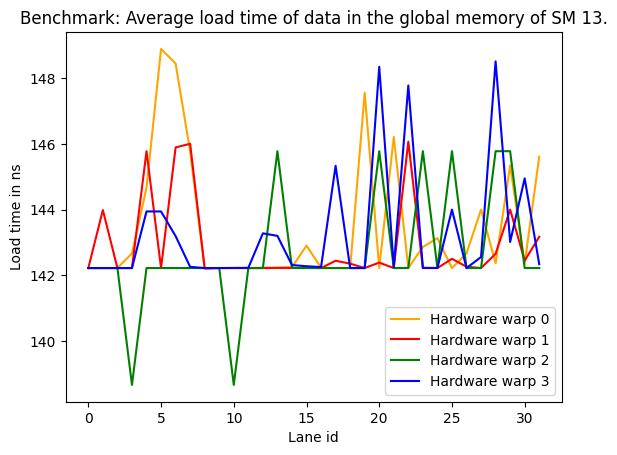 Benchmark: Average load time of data in the global memory of SM 13.
Load time in ns
148
146
144
142
140
Hardware warp 0
Hardware warp 1
Hardware warp 2
Hardware warp 3
0 5 10 15 20 25 30
Lane id